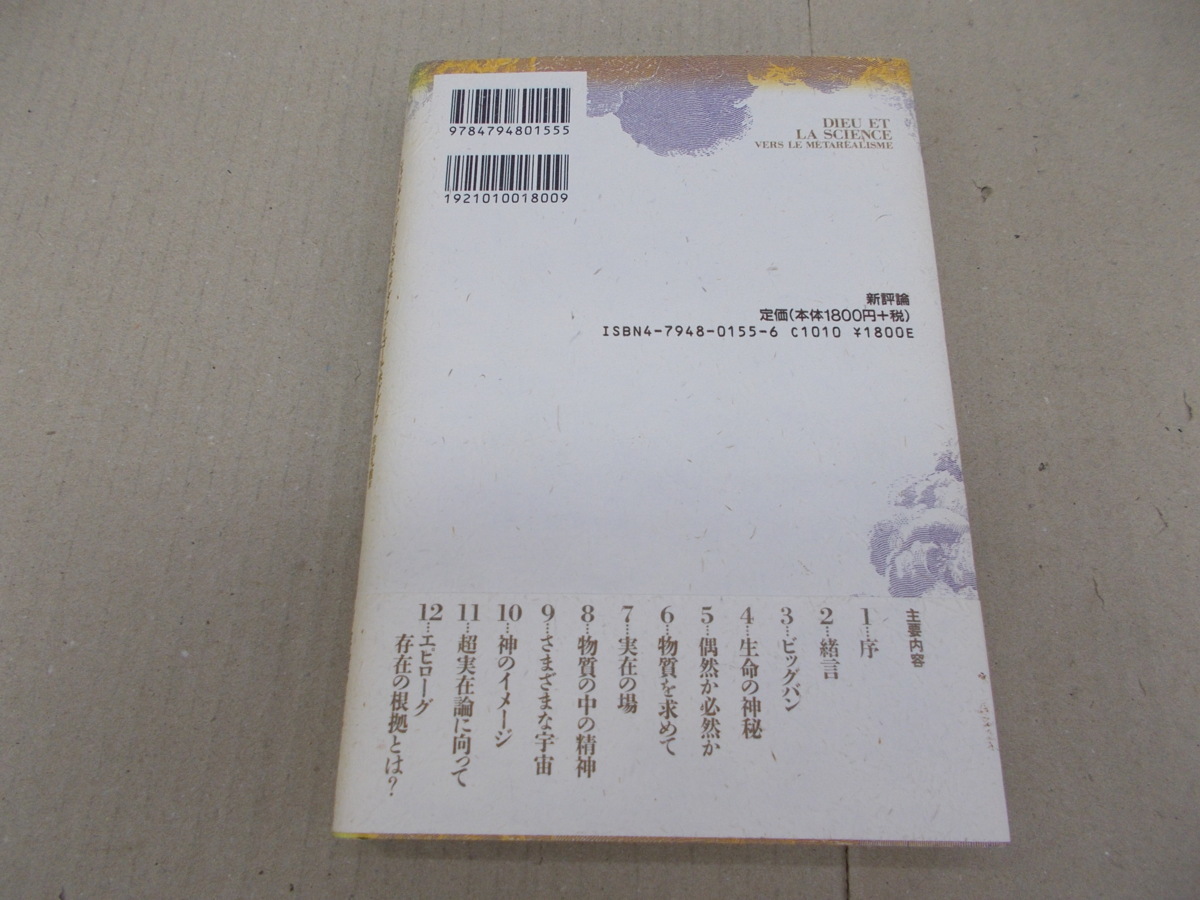 9784794801555
1921010018009
DIEU ET
LA SCIENCE
VERS LE MÉTARÉALISME
新評論
定価(本体1800円+税)
ISBN4-7948-0155-6 C1010 ¥1800E
主要内容
1…序
2…緒言
3…ビッグバン
4…生命の神秘
5…偶然か必然か
6…物質を求めて
7…実在の場
8…物質の中の精神
9…さまざまな宇宙
10…神のイメージ
11…超実在論に向って
12…エピローグ
存在の根拠とは?